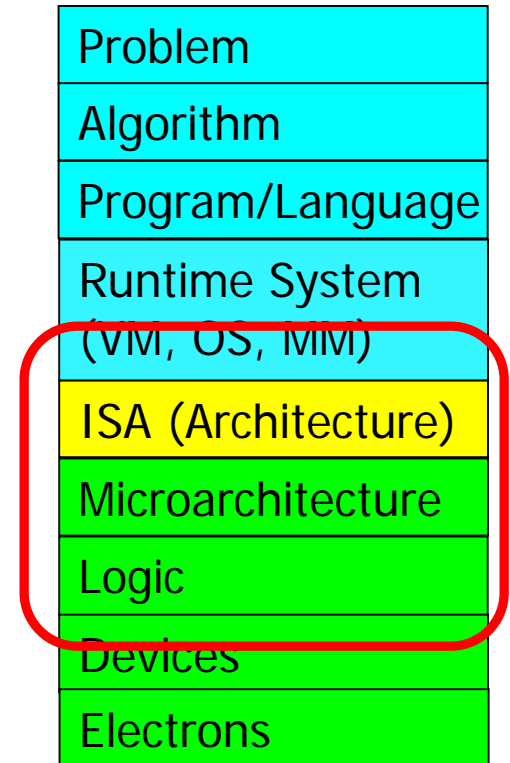 Problem
Algorithm
Program/Language
Runtime System
(VM, OS, MM)
ISA (Architecture)
Microarchitecture
Logic
Devices
Electrons